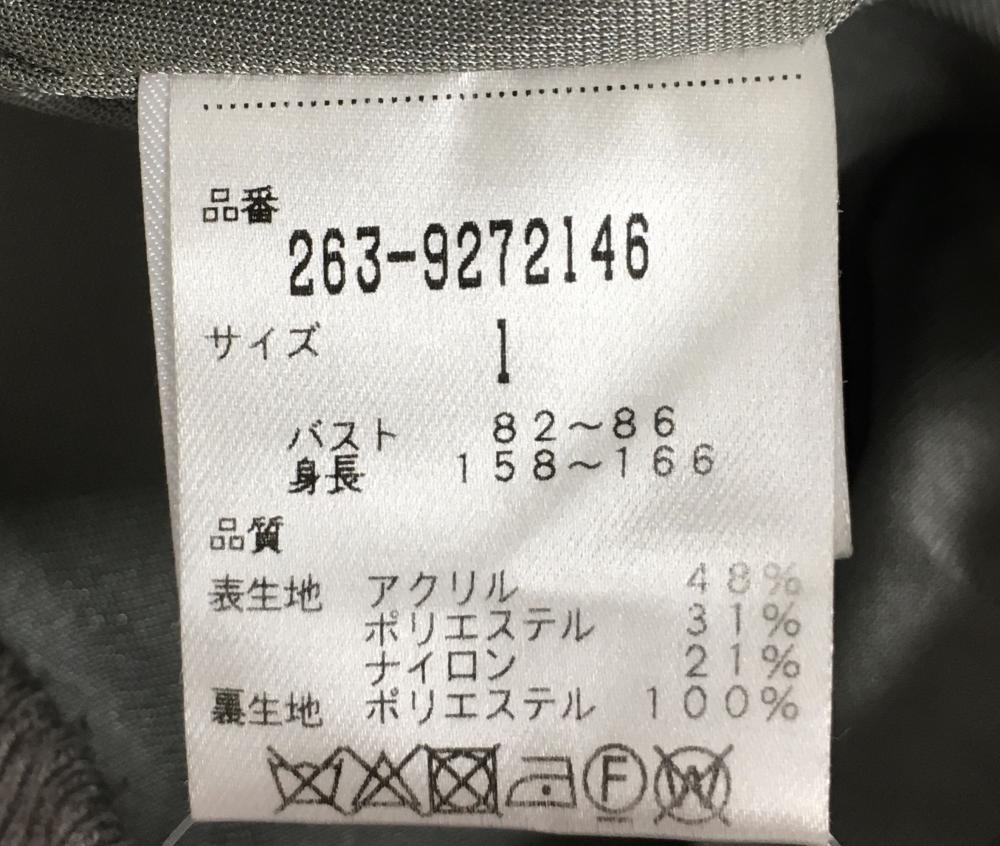 品番
263-9272146
サイズ 1
バスト 82～86
身長 158～166
品質
表生地 アクリル 48%
ポリエステル 31%
ナイロン 21%
裏生地 ポリエステル 100%
F W